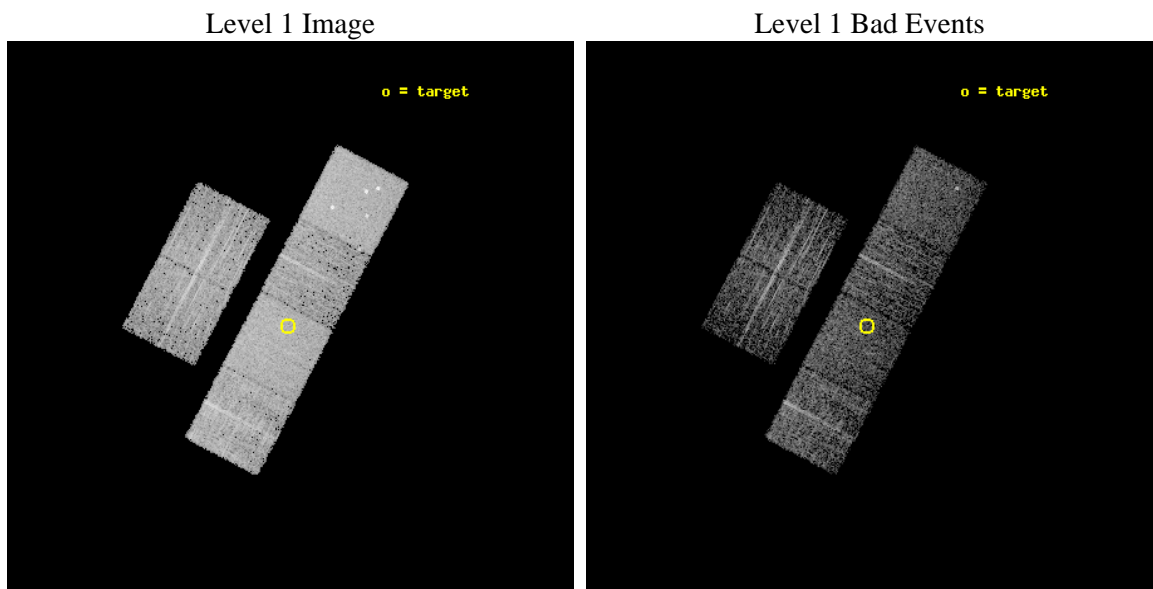 Level 1 Image
Level 1 Bad Events
o = target
o = target